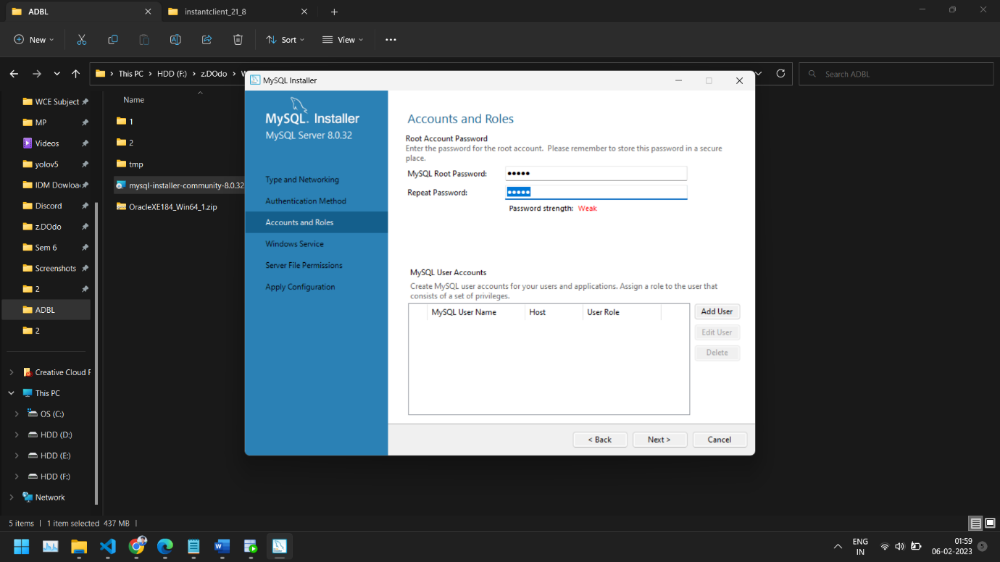 ADBL
instantclient_21_8
New
Sort
View
This PC
HDD (F:)
z.DOdo
Search ADBL
WCE Subject
MP
Videos
yolov5
IDM Dowloa
Discord
z.DOdo
Sem 6
Screenshots
2
ADBL
2
Creative Cloud F
This PC
OS (C:)
HDD (D:)
HDD (E:)
HDD (F:)
Network
Name
1
2
tmp
mysql-installer-community-8.0.32
OracleXE184_Win64_1.zip
MySQL Installer
MySQL. Installer
MySQL Server 8.0.32
Type and Networking
Authentication Method
Accounts and Roles
Windows Service
Server File Permissions
Apply Configuration
Accounts and Roles
Root Account Password
Enter the password for the root account. Please remember to store this password in a secure
place.
MySQL Root Password: ●●●●●
Repeat Password: ●●●●●
Password strength: Weak
MySQL User Accounts
Create MySQL user accounts for your users and applications. Assign a role to the user that
consists of a set of privileges.
MySQL User Name Host User Role
Add User
Edit User
Delete
< Back Next > Cancel
5 items 1 item selected 437 MB
ENG
IN
01:59
06-02-2023
5